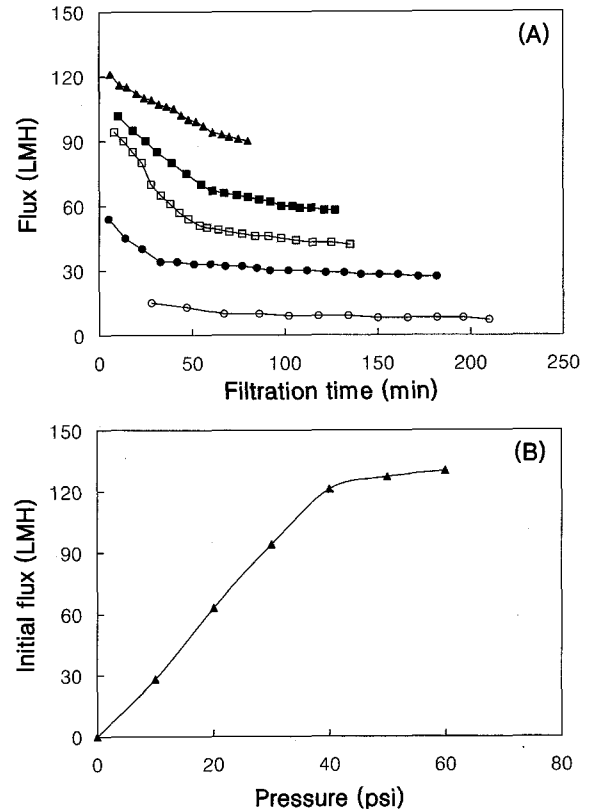 (A)
150
120
90
60
30
0
Flux (LMH)
0 50 100 150 200 250
Filtration time (min)
(B)
150
120
90
60
30
0
Initial flux (LMH)
0 20 40 60 80
Pressure (psi)